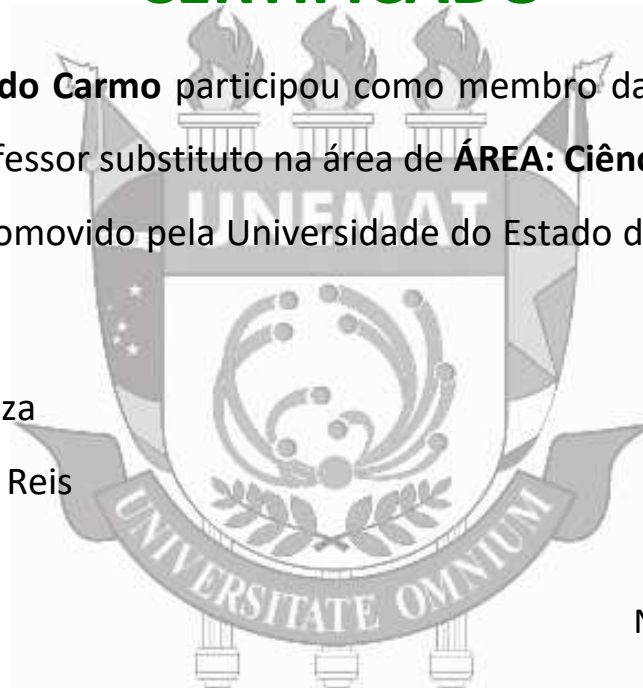 CERTIFICADO
do Carmo participou como membro da
fessor substituto na área de ÁREA: Ciênc
omovido pela Universidade do Estado d
UNEMAT
za
Reis
UNIVERSITATE OMNIUM
N